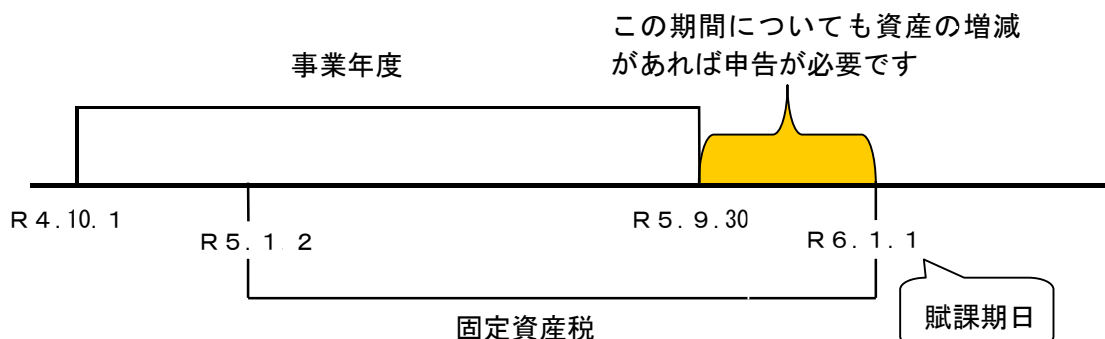 この期間についても資産の増減
があれば申告が必要です
事業年度
Ｒ４.10.１
Ｒ５.１.２
Ｒ５.９.30
Ｒ６.１.１
賦課期日
固定資産税